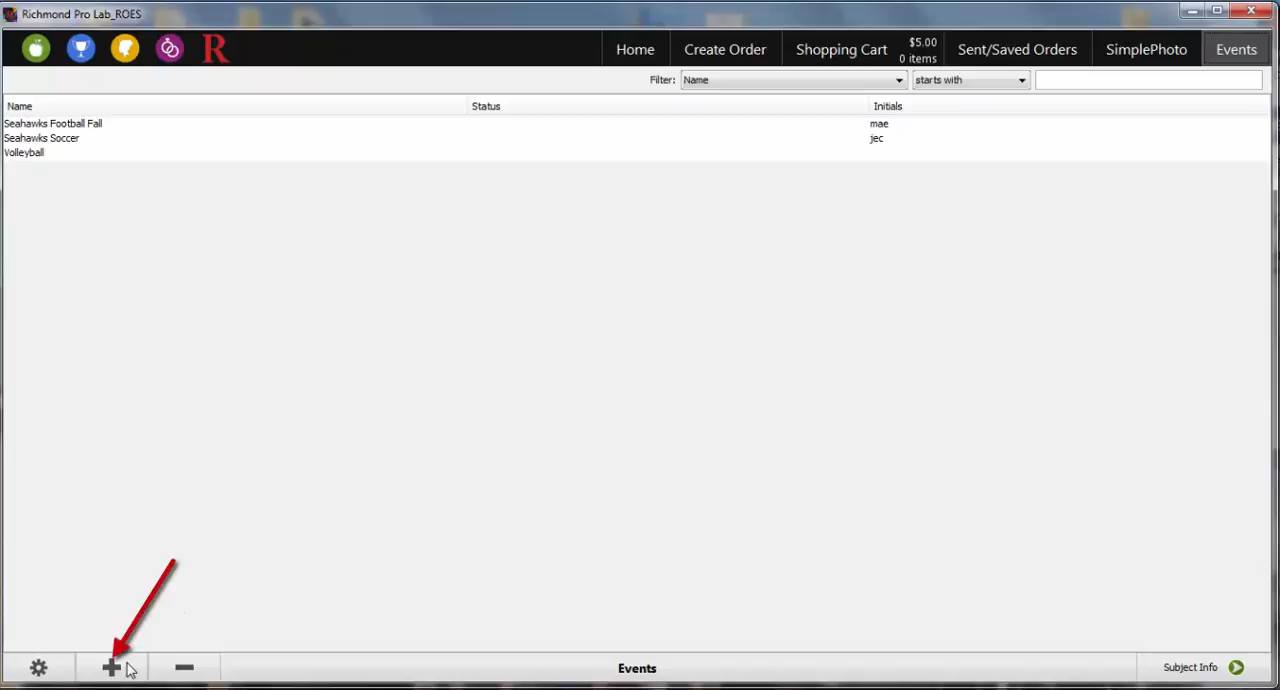 Richmond Pro Lab_ROES
R
Home
Create Order
Shopping Cart
$5.00
0 items
Sent/Saved Orders
SimplePhoto
Events
Filter: Name starts with
Name Status Initials
Seahawks Football Fall mae
Seahawks Soccer jec
Volleyball
Events
Subject Info